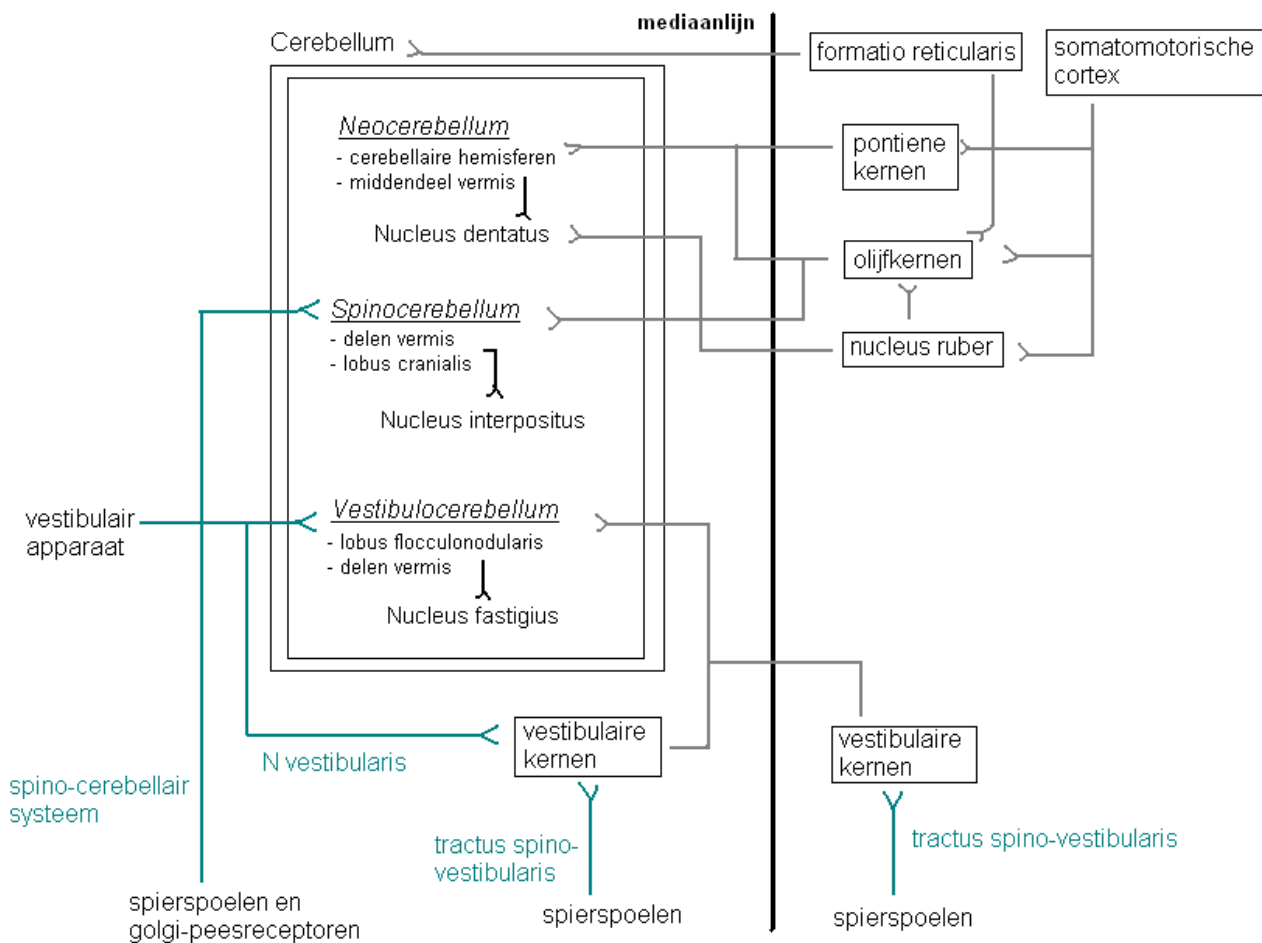 mediaanlijn
Cerebellum
formatio reticularis
somatomotorische
cortex
Neocerebellum
- cerebellaire hemisferen
- middendeel vermis
Nucleus dentatus
pontiene
kernen
olijfkernen
nucleus ruber
Spinocerebellum
- delen vermis
- lobus cranialis
Nucleus interpositus
vestibulair
apparaat
Vestibulocerebellum
- lobus flocculonodularis
- delen vermis
Nucleus fastigius
N vestibularis
vestibulaire
kernen
vestibulaire
kernen
spino-cerebellair
systeem
tractus spino-
vestibularis
tractus spino-vestibularis
spierspoelen en
golgi-peesreceptoren
spierspoelen
spierspoelen